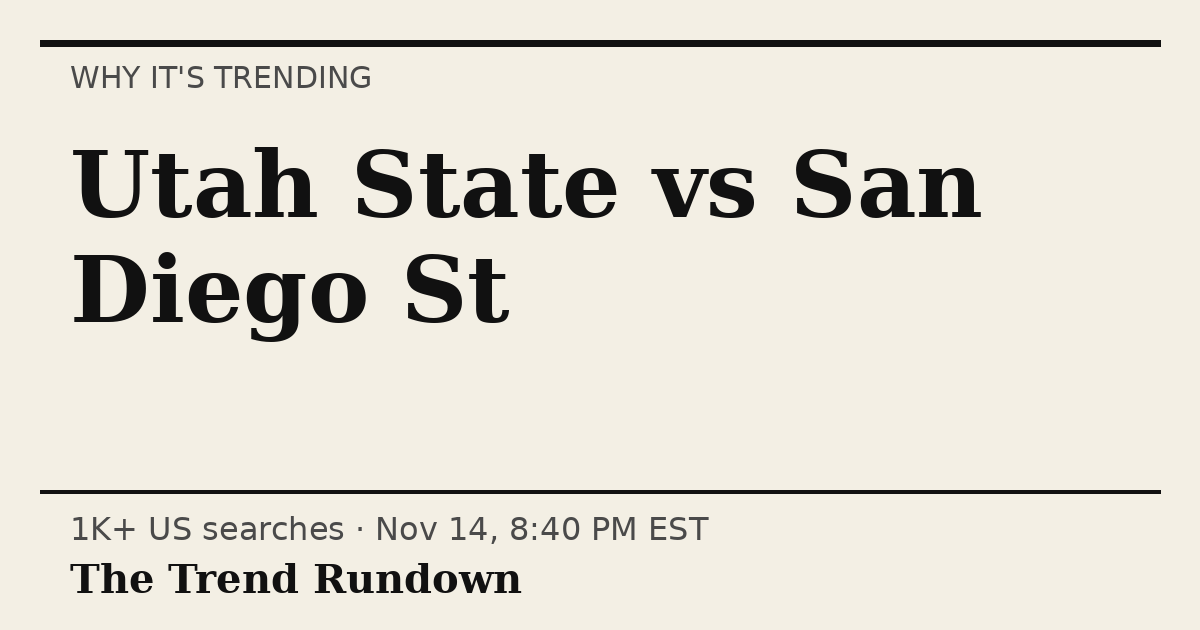 WHY IT'S TRENDING
Utah State vs San
Diego St
1K+ US searches · Nov 14, 8:40 PM EST
The Trend Rundown